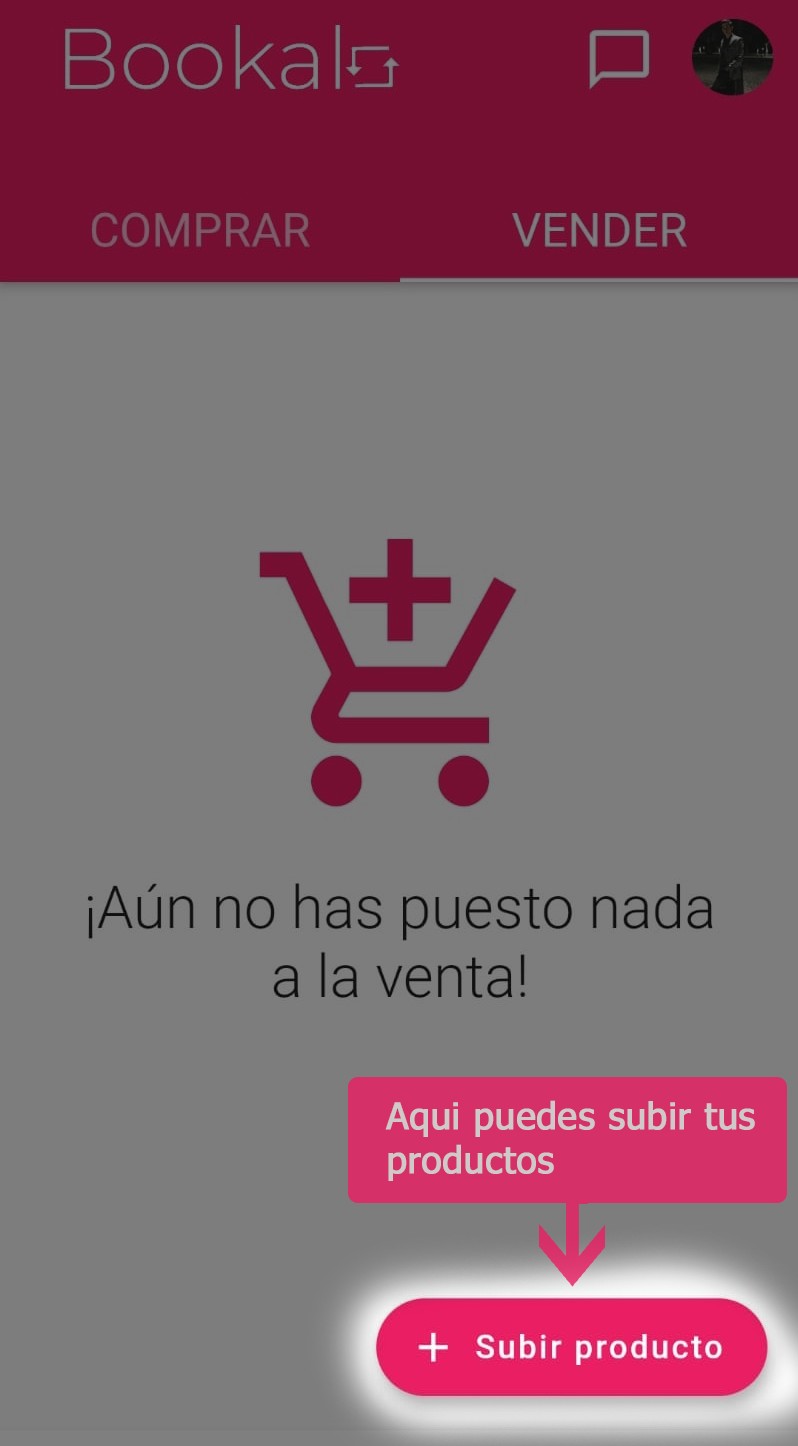 Bookal
COMPRAR
VENDER
¡Aún no has puesto nada
a la venta!
Aqui puedes subir tus
productos
+ Subir producto